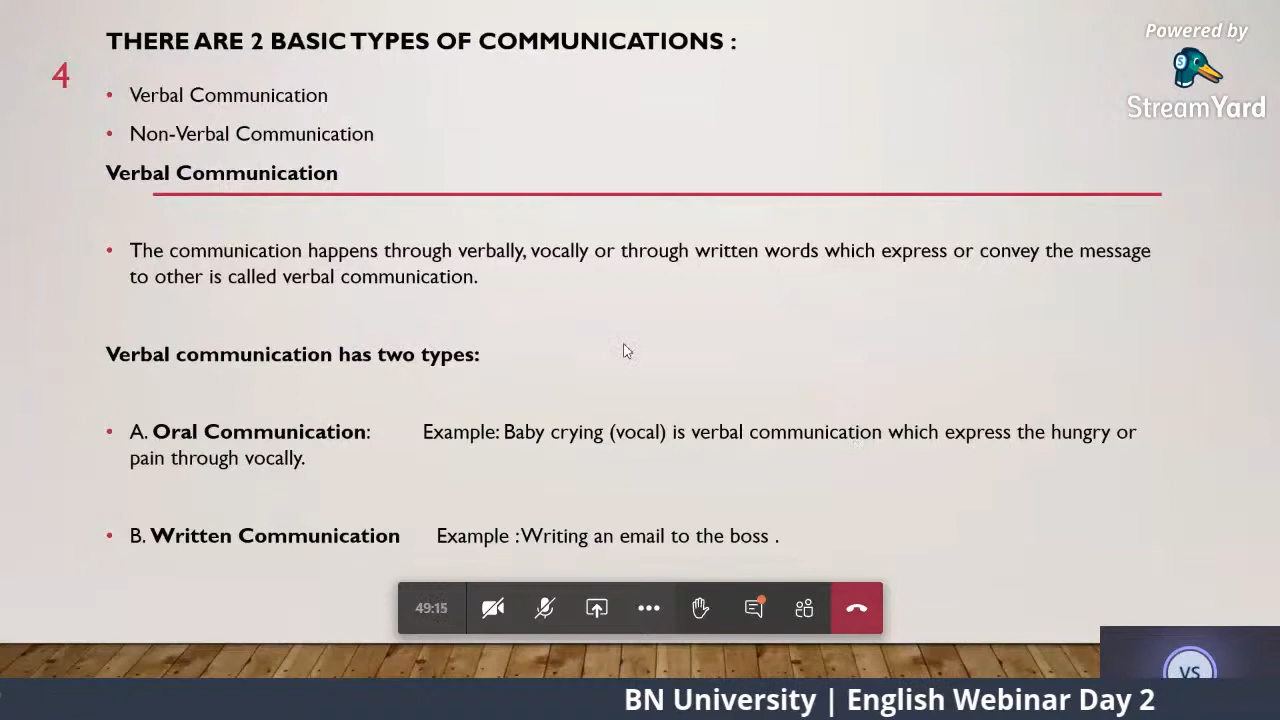 THERE ARE 2 BASIC TYPES OF COMMUNICATIONS :
Powered by
StreamYard
4
• Verbal Communication
• Non-Verbal Communication
Verbal Communication
• The communication happens through verbally, vocally or through written words which express or convey the message
to other is called verbal communication.
Verbal communication has two types:
• A. Oral Communication: Example: Baby crying (vocal) is verbal communication which express the hungry or
pain through vocally.
• B. Written Communication Example :Writing an email to the boss .
49:15
VS
BN University | English Webinar Day 2